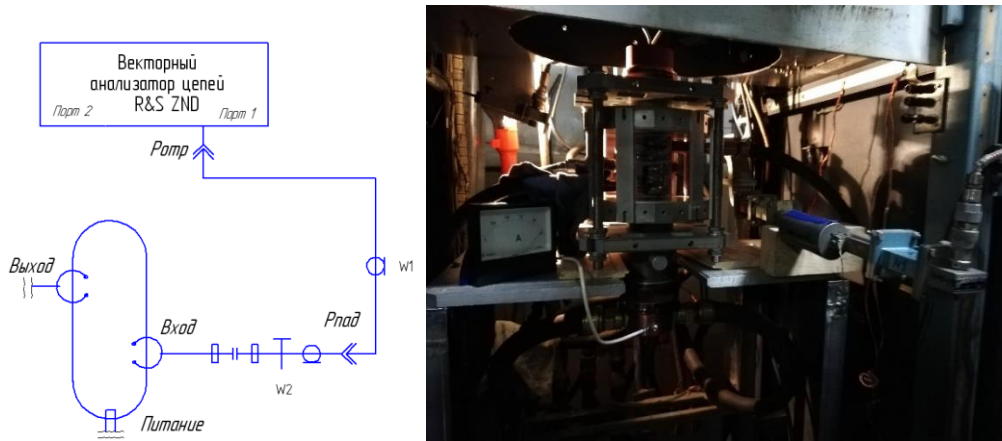 Векторный
анализатор цепей
R&S ZND
Порт 2
Порт 1
Pотр
W1
Выход
Вход
Pпад
W2
Питание
A